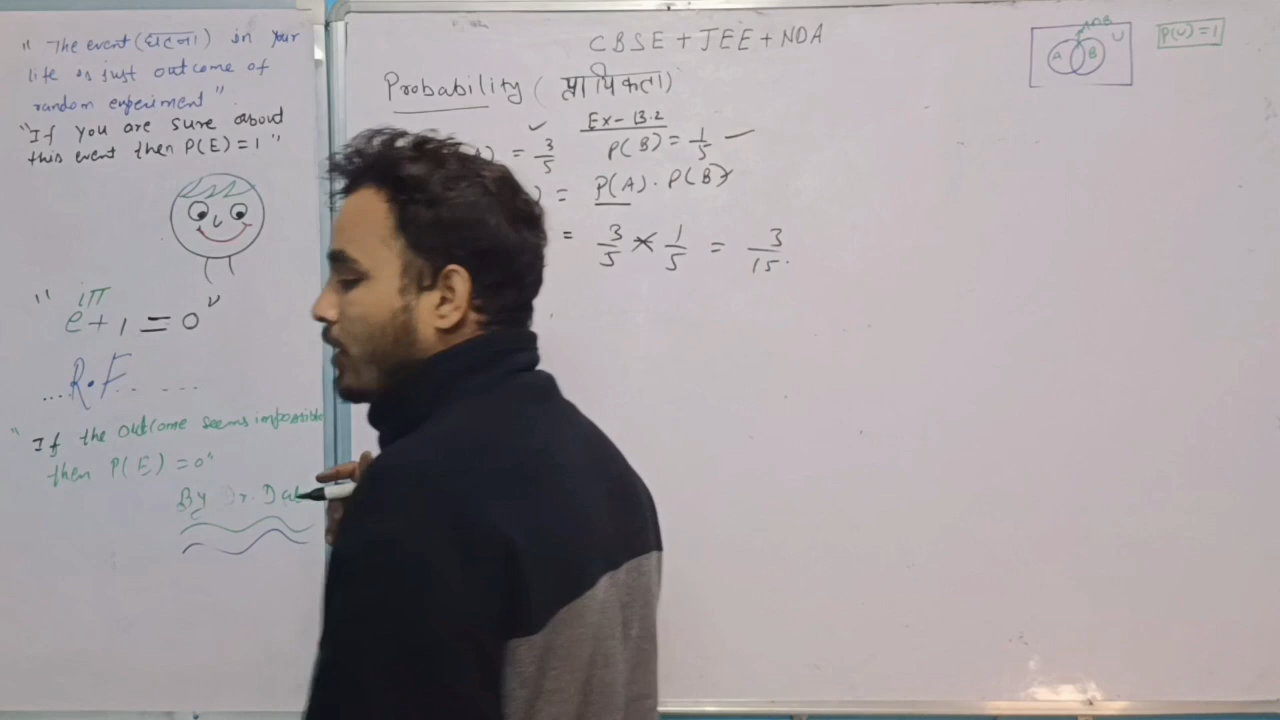 " The event (घटना) in your
life is just outcome of
random experiment "
" If you are sure about
this event then P(E) = 1 "
" e^iπ + 1 = 0 "
... R.F. ....
" If the outcome seems impossible
then P(E) = 0 "
By Dr.
CBSE + JEE + NDA
Probability ( प्रायिकता )
Ex - 13.2
) = 3/5 P(B) = 1/5
) = P(A) . P(B)
= 3/5 × 1/5 = 3/15.
A∩B
A B U
P(U) = 1